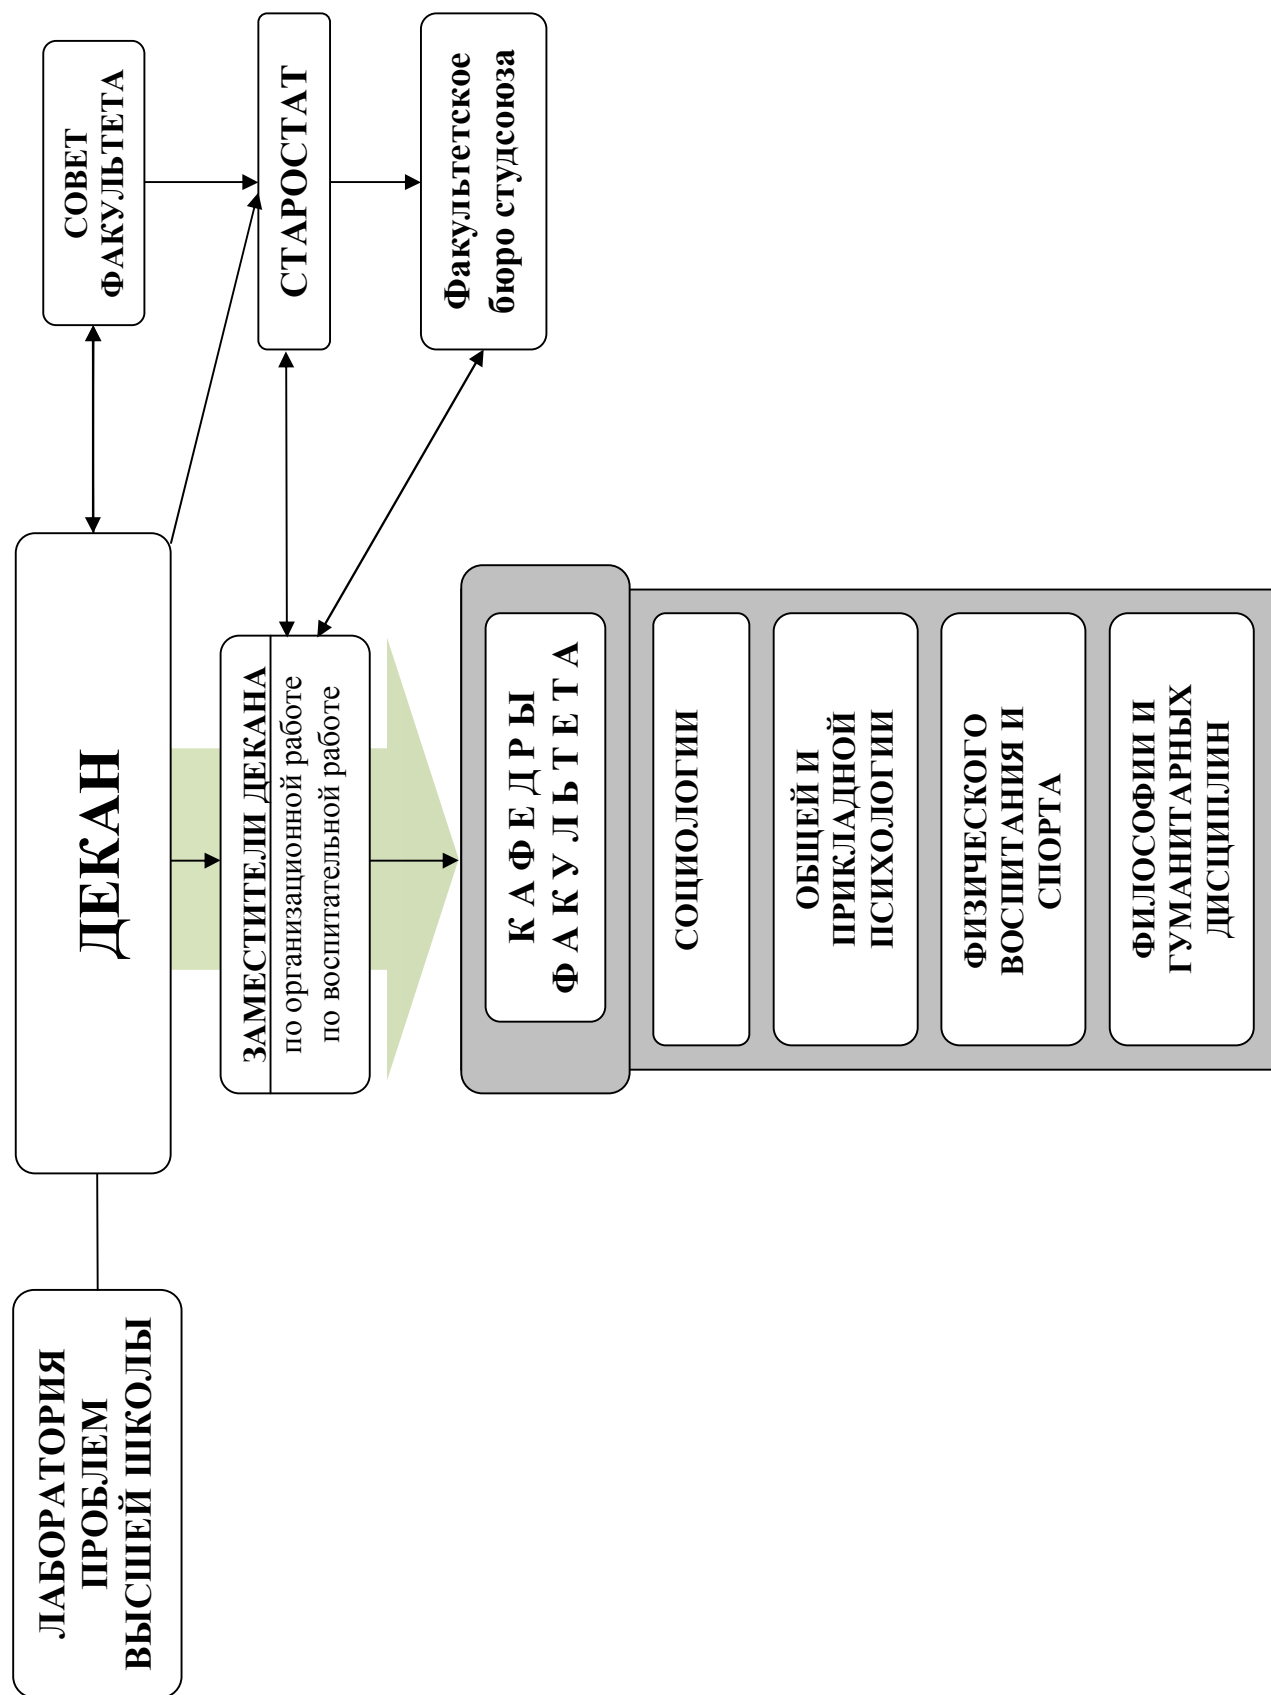 ЛАБОРАТОРИЯ
ПРОБЛЕМ
ВЫСШЕЙ ШКОЛЫ
ДЕКАН
СОВЕТ
ФАКУЛЬТЕТА
ЗАМЕСТИТЕЛИ ДЕКАНА
по организационной работе
по воспитательной работе
СТАРОСТАТ
Факультетское
бюро студсоюза
К А Ф Е Д Р Ы
Ф А К У Л Ь Т Е Т А
СОЦИОЛОГИИ
ОБЩЕЙ И
ПРИКЛАДНОЙ
ПСИХОЛОГИИ
ФИЗИЧЕСКОГО
ВОСПИТАНИЯ И
СПОРТА
ФИЛОСОФИИ И
ГУМАНИТАРНЫХ
ДИСЦИПЛИН